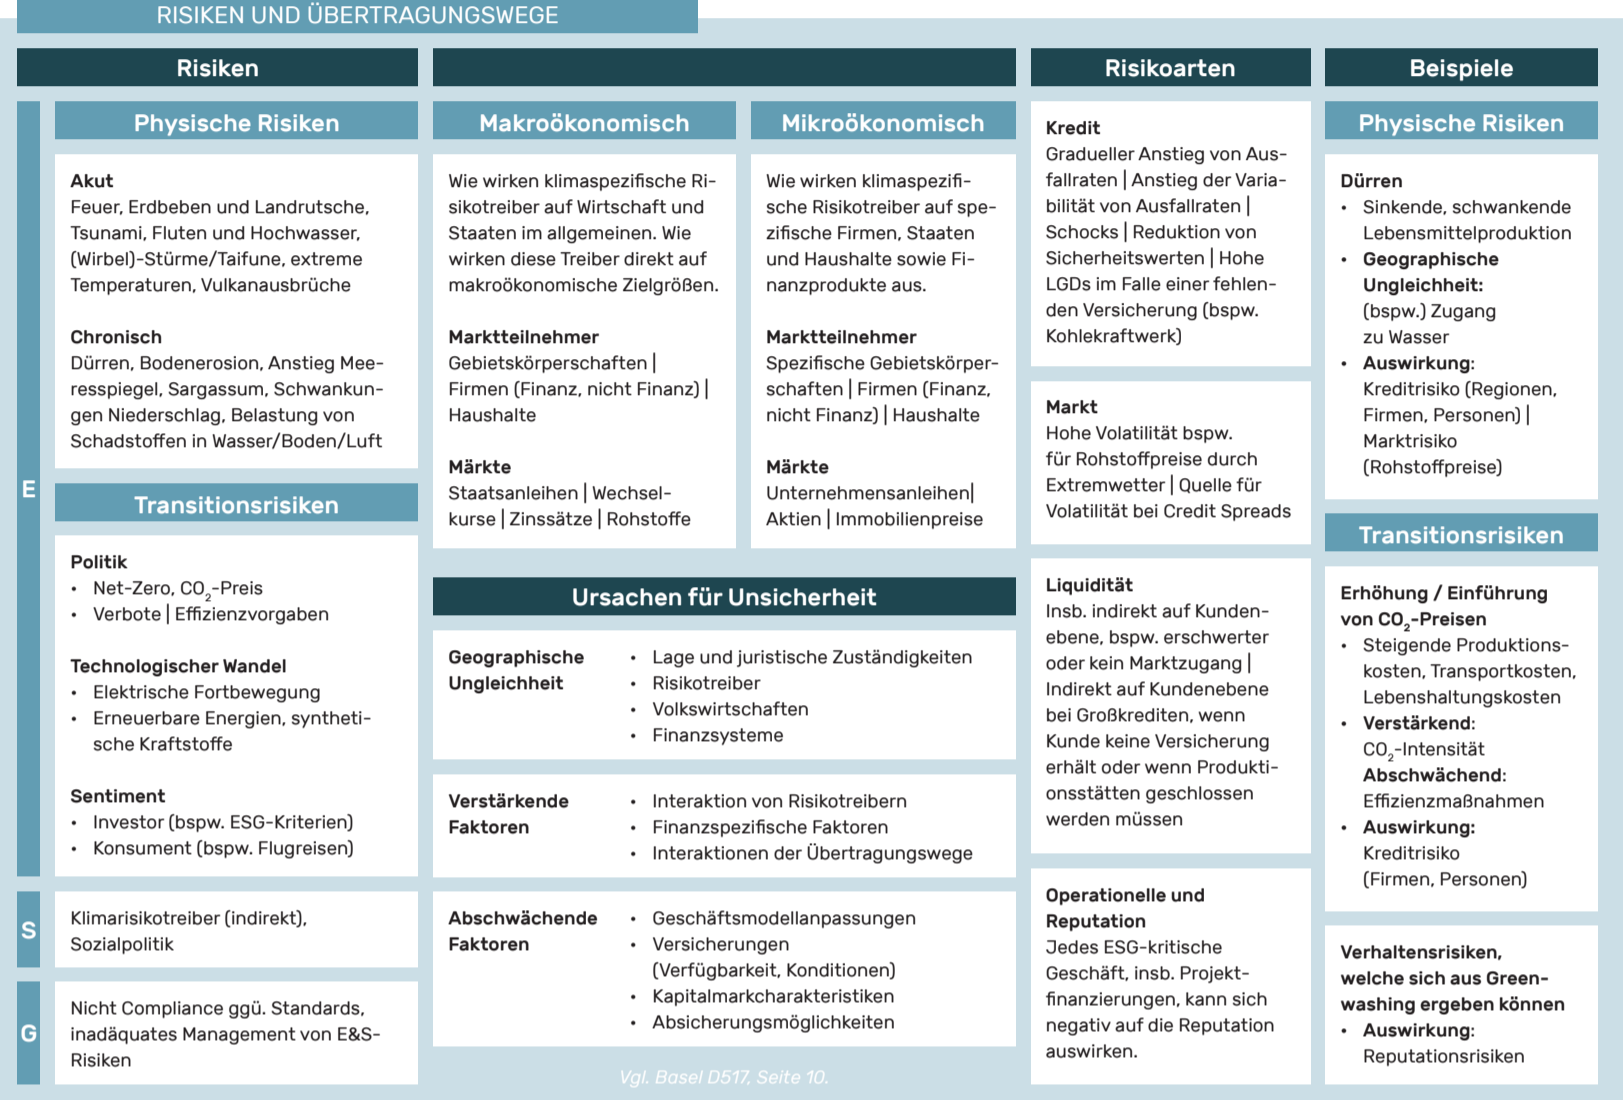 RISIKEN UND ÜBERTRAGUNGSWEGE
Risiken
E
Physische Risiken
Akut
Feuer, Erdbeben und Landrutsche,
Tsunami, Fluten und Hochwasser,
(Wirbel)-Stürme/Taifune, extreme
Temperaturen, Vulkanausbrüche
Chronisch
Dürren, Bodenerosion, Anstieg Mee-
resspiegel, Sargassum, Schwankun-
gen Niederschlag, Belastung von
Schadstoffen in Wasser/Boden/Luft
Transitionsrisiken
Politik
• Net-Zero, CO₂-Preis
• Verbote | Effizienzvorgaben
Technologischer Wandel
• Elektrische Fortbewegung
• Erneuerbare Energien, syntheti-
sche Kraftstoffe
Sentiment
• Investor (bspw. ESG-Kriterien)
• Konsument (bspw. Flugreisen)
S
Klimarisikotreiber (indirekt),
Sozialpolitik
G
Nicht Compliance ggü. Standards,
inadäquates Management von E&S-
Risiken
Makroökonomisch
Wie wirken klimaspezifische Ri-
sikotreiber auf Wirtschaft und
Staaten im allgemeinen. Wie
wirken diese Treiber direkt auf
makroökonomische Zielgrößen.
Marktteilnehmer
Gebietskörperschaften |
Firmen (Finanz, nicht Finanz) |
Haushalte
Märkte
Staatsanleihen | Wechsel-
kurse | Zinssätze | Rohstoffe
Mikroökonomisch
Wie wirken klimaspezifi-
sche Risikotreiber auf spe-
zifische Firmen, Staaten
und Haushalte sowie Fi-
nanzprodukte aus.
Marktteilnehmer
Spezifische Gebietskörper-
schaften | Firmen (Finanz,
nicht Finanz) | Haushalte
Märkte
Unternehmensanleihen|
Aktien | Immobilienpreise
Ursachen für Unsicherheit
Geographische
Ungleichheit
• Lage und juristische Zuständigkeiten
• Risikotreiber
• Volkswirtschaften
• Finanzsysteme
Verstärkende
Faktoren
• Interaktion von Risikotreibern
• Finanzspezifische Faktoren
• Interaktionen der Übertragungswege
Abschwächende
Faktoren
• Geschäftsmodellanpassungen
• Versicherungen
(Verfügbarkeit, Konditionen)
• Kapitalmarkcharakteristiken
• Absicherungsmöglichkeiten
Vgl. Basel D517, Seite 10.
Risikoarten
Kredit
Gradueller Anstieg von Aus-
fallraten | Anstieg der Varia-
bilität von Ausfallraten |
Schocks | Reduktion von
Sicherheitswerten | Hohe
LGDs im Falle einer fehlen-
den Versicherung (bspw.
Kohlekraftwerk)
Markt
Hohe Volatilität bspw.
für Rohstoffpreise durch
Extremwetter | Quelle für
Volatilität bei Credit Spreads
Liquidität
Insb. indirekt auf Kunden-
ebene, bspw. erschwerter
oder kein Marktzugang |
Indirekt auf Kundenebene
bei Großkrediten, wenn
Kunde keine Versicherung
erhält oder wenn Produkti-
onsstätten geschlossen
werden müssen
Operationelle und
Reputation
Jedes ESG-kritische
Geschäft, insb. Projekt-
finanzierungen, kann sich
negativ auf die Reputation
auswirken.
Beispiele
Physische Risiken
Dürren
• Sinkende, schwankende
Lebensmittelproduktion
• Geographische
Ungleichheit:
(bspw.) Zugang
zu Wasser
• Auswirkung:
Kreditrisiko (Regionen,
Firmen, Personen) |
Marktrisiko
(Rohstoffpreise)
Transitionsrisiken
Erhöhung / Einführung
von CO₂-Preisen
• Steigende Produktions-
kosten, Transportkosten,
Lebenshaltungskosten
• Verstärkend:
CO₂-Intensität
Abschwächend:
Effizienzmaßnahmen
• Auswirkung:
Kreditrisiko
(Firmen, Personen)
Verhaltensrisiken,
welche sich aus Green-
washing ergeben können
• Auswirkung:
Reputationsrisiken